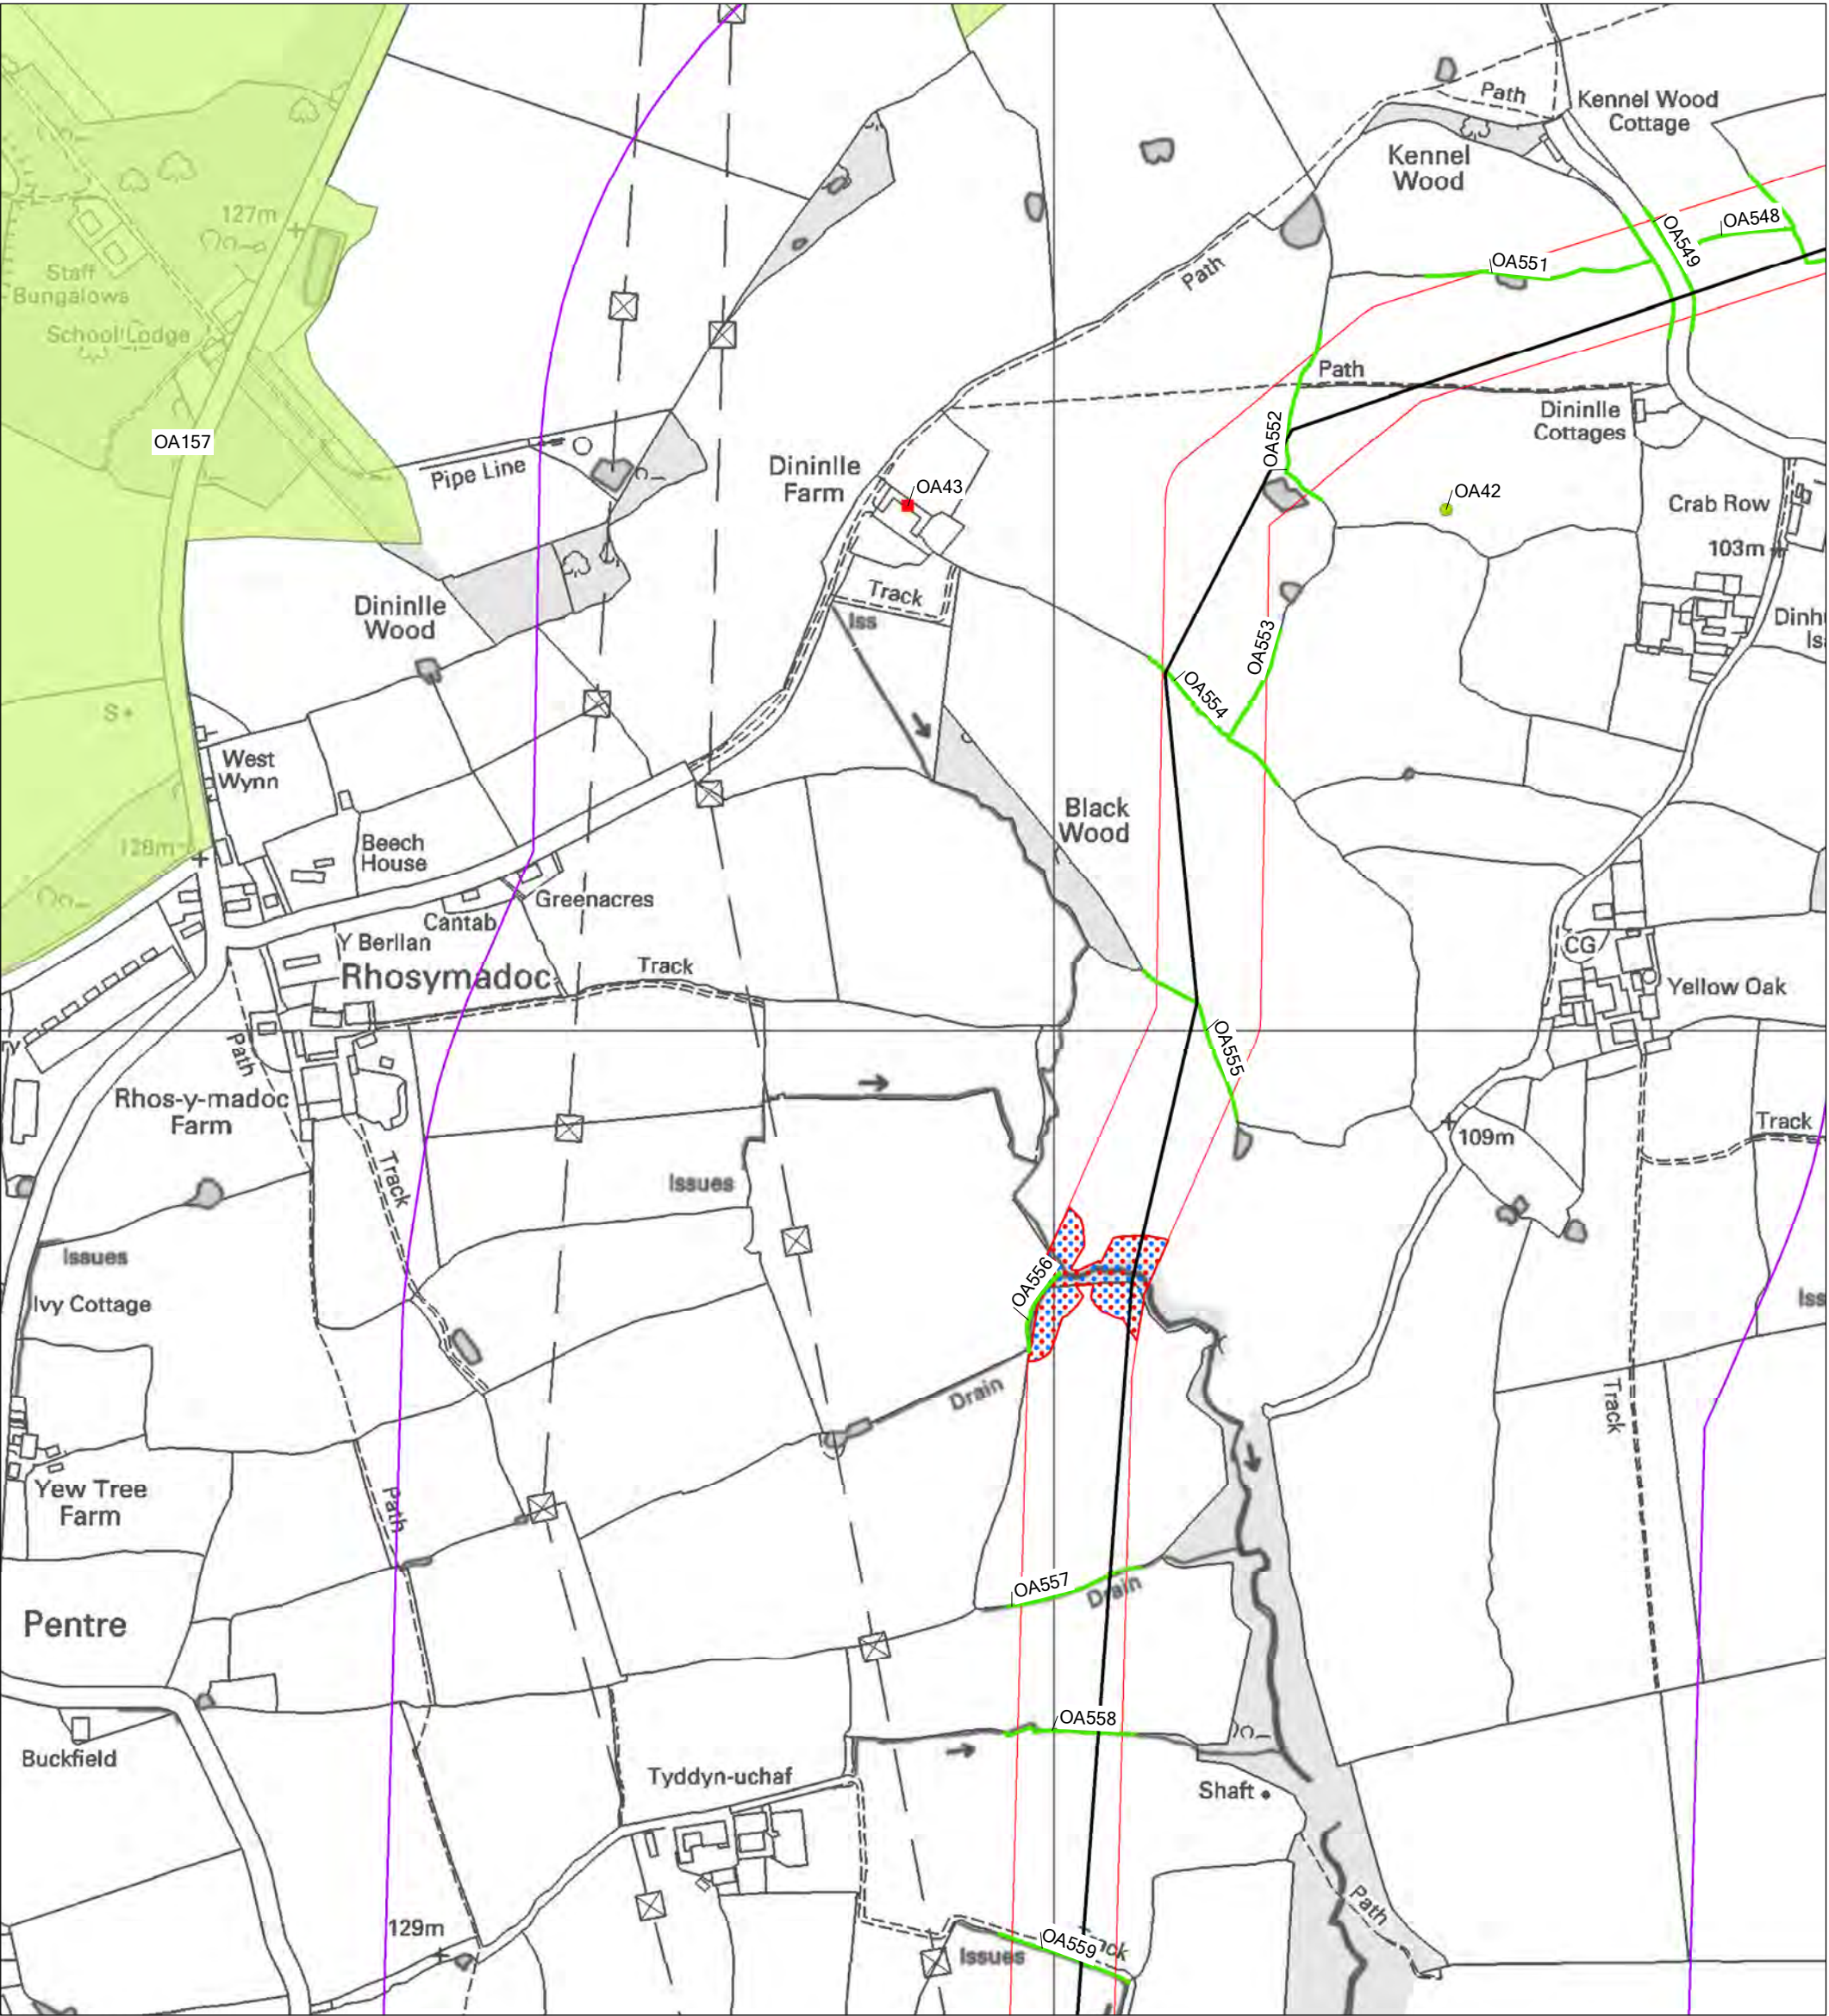 Path
Kennel Wood
Cottage
Kennel
Wood
127m
OA548
OA549
Staff
Bungalows
OA551
Path
School Lodge
Path
OA157
OA552
Dininlle
Cottages
Pipe Line
Dininlle
Farm
OA43
OA42
Crab Row
103m
Dininlle
Wood
Track
Iss
OA553
OA554
S
West
Wynn
Black
Wood
Beech
House
128m
Greenacres
Cantab
Y Berllan
CG
Rhosymadoc
Track
Yellow Oak
Path
OA555
Rhos-y-madoc
Farm
Track
109m
Track
Issues
Issues
OA556
Iss
Ivy Cottage
Drain
Track
Yew Tree
Farm
Path
OA557
Drain
Pentre
OA558
Buckfield
Tyddyn-uchaf
Shaft
Path
129m
OA559
Issues